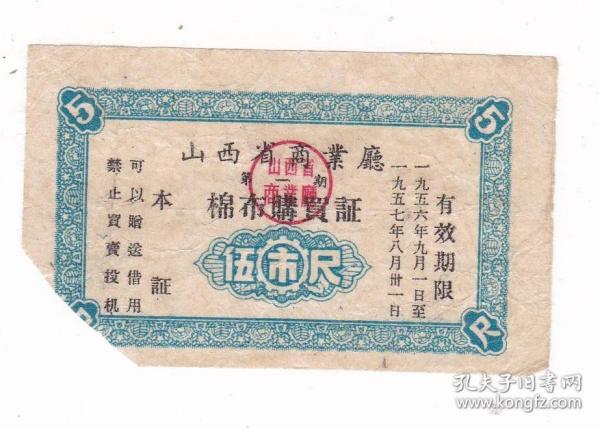 5
5
山西省商業廳
第一期
棉布購買証
伍市尺
山西省
商業廳
有效期限
一九五六年九月一日至
一九五七年八月卅一日
本証
可以贈送借用
禁止買賣投机
尺
孔夫子旧书网
www.kongfz.com